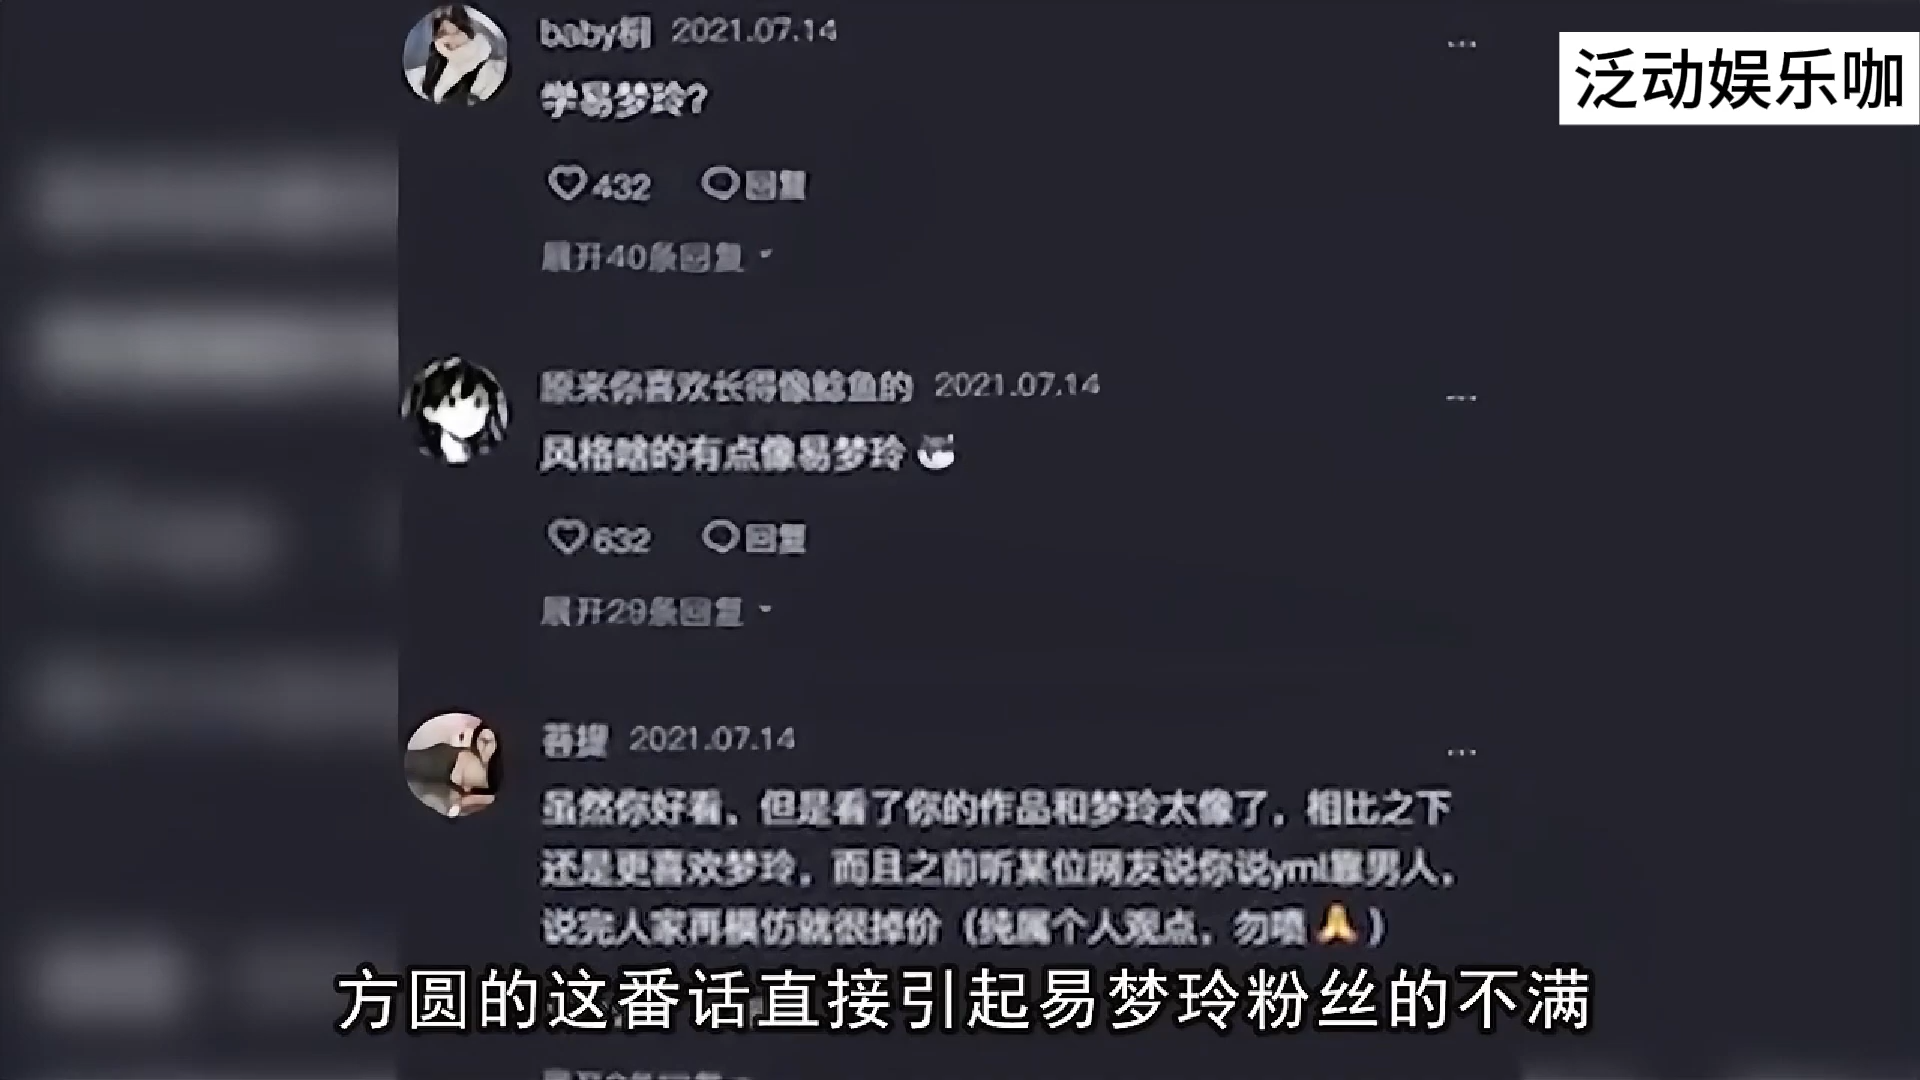 泛动娱乐咖
baby桐 2021.07.14
学易梦玲?
432 回复
展开40条回复
原来你喜欢长得像鲶鱼的 2021.07.14
风格啥的有点像易梦玲
632 回复
展开29条回复
菩提 2021.07.14
虽然你好看，但是看了你的作品和梦玲太像了，相比之下
还是更喜欢梦玲，而且之前听某位网友说你说yml靠男人，
说完人家再模仿就很掉价（纯属个人观点，勿喷🙏）
方圆的这番话直接引起易梦玲粉丝的不满